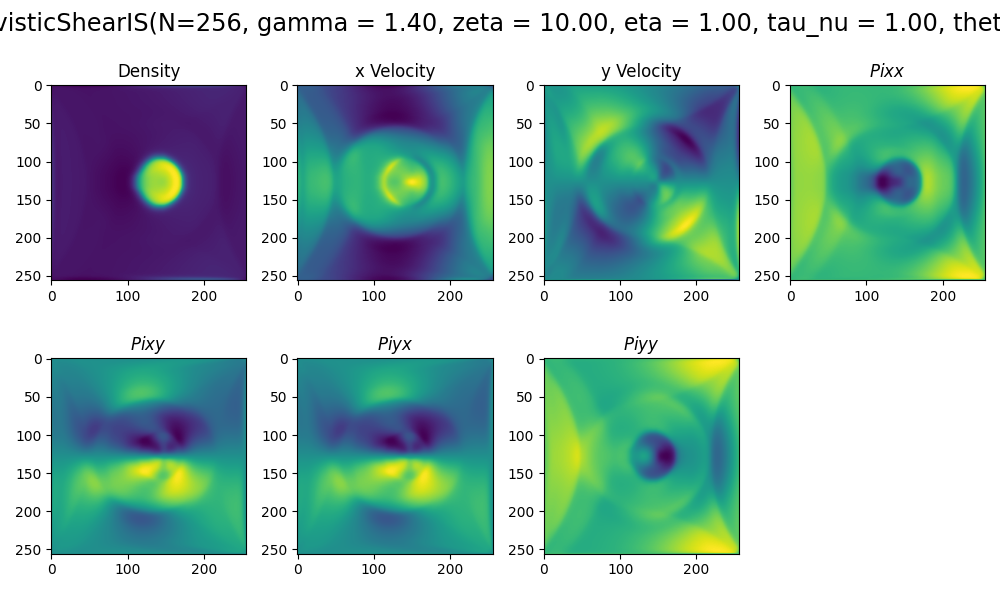 visticShearIS(N=256, gamma = 1.40, zeta = 10.00, eta = 1.00, tau_nu = 1.00, thet
Density x Velocity y Velocity Pixx
0 0 0 0
50 50 50 50
100 100 100 100
150 150 150 150
200 200 200 200
250 250 250 250
0 100 200 0 100 200 0 100 200 0 100 200
Pixy Piyx Piyy
0 0 0
50 50 50
100 100 100
150 150 150
200 200 200
250 250 250
0 100 200 0 100 200 0 100 200